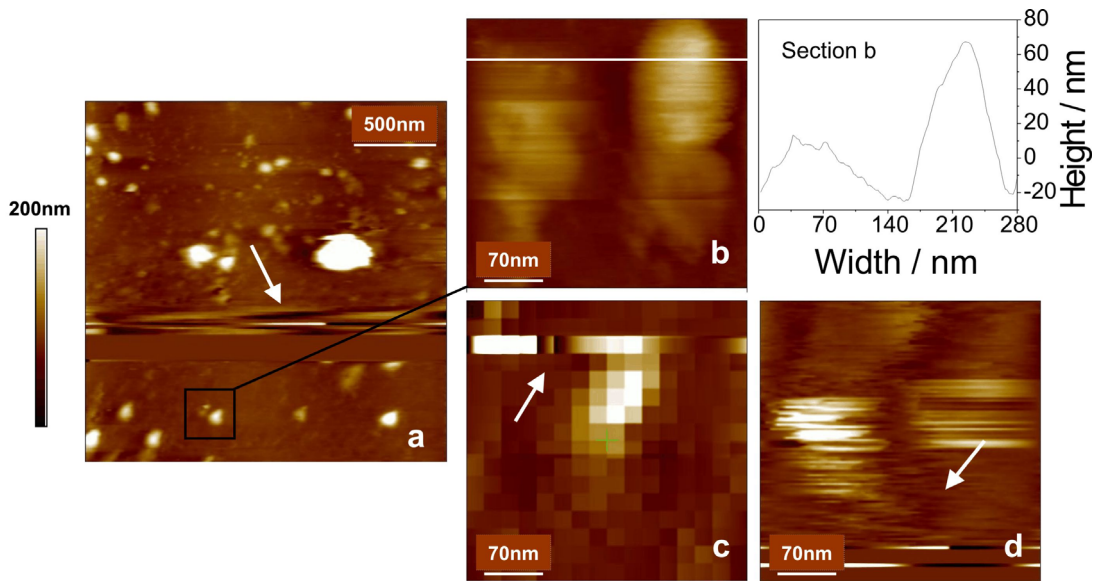 200nm
500nm
a
70nm
b
Section b
80
60
40
20
0
-20
Height / nm
0
70
140
210
280
Width / nm
70nm
c
70nm
d